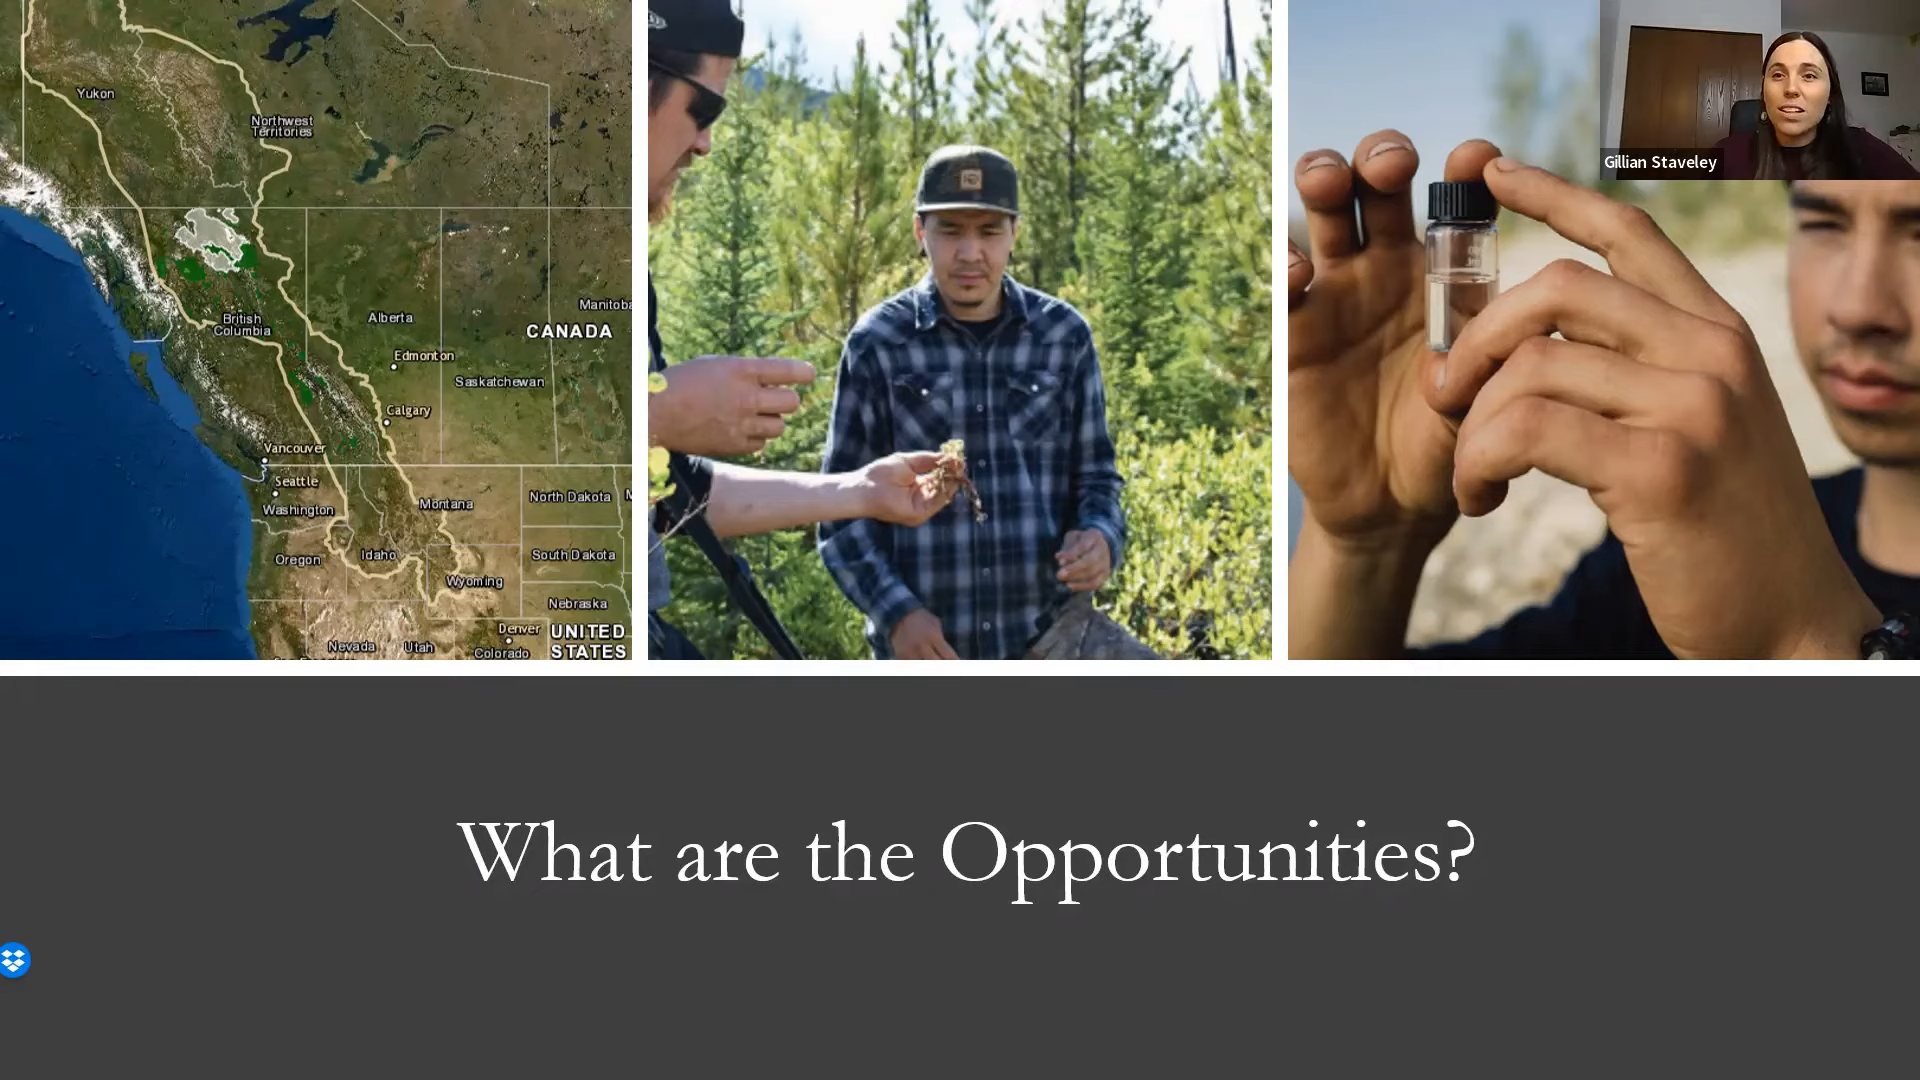 Yukon
Northwest
Territories
British
Columbia
Alberta
Manitoba
CANADA
Edmonton
Saskatchewan
Calgary
Vancouver
Seattle
Washington
Montana
North Dakota
M
Oregon
Idaho
South Dakota
Wyoming
Nebraska
Denver
UNITED
STATES
Nevada
Utah
Colorado
Gillian Staveley
What are the Opportunities?